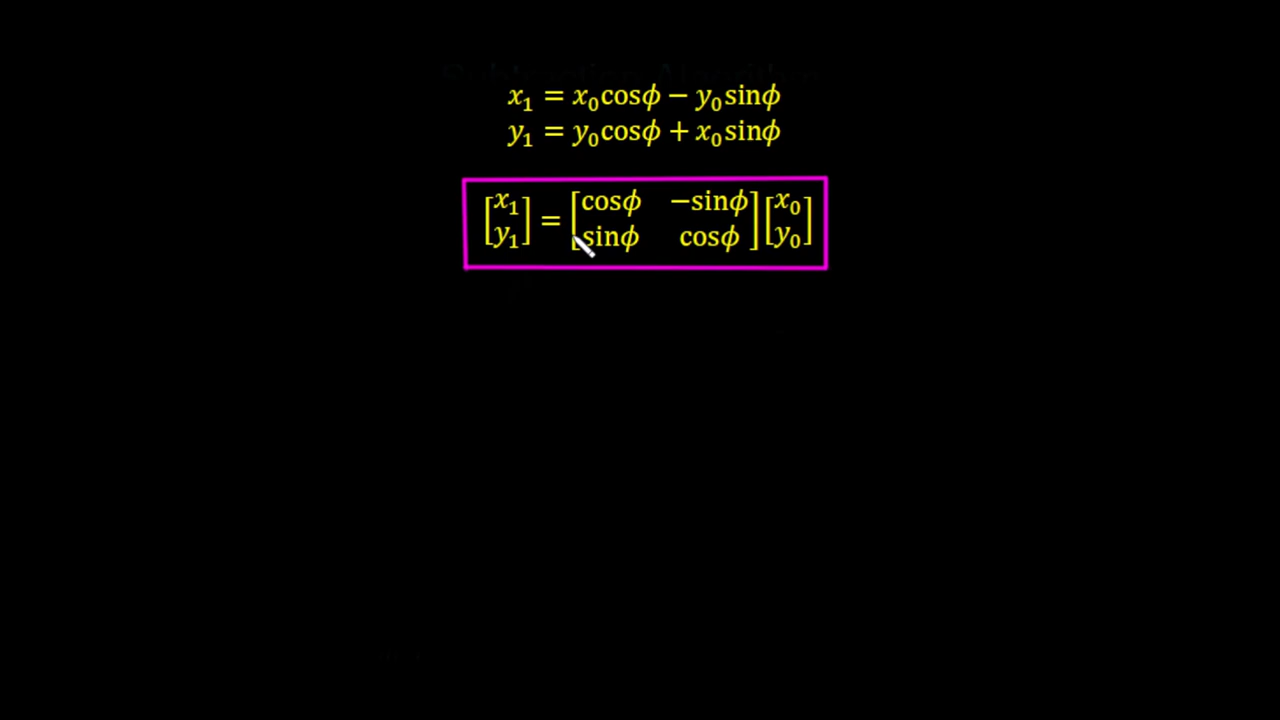 x₁ = x₀cosϕ − y₀sinϕ
y₁ = y₀cosϕ + x₀sinϕ
[x₁ y₁] = [cosϕ −sinϕ sinϕ cosϕ][x₀ y₀]